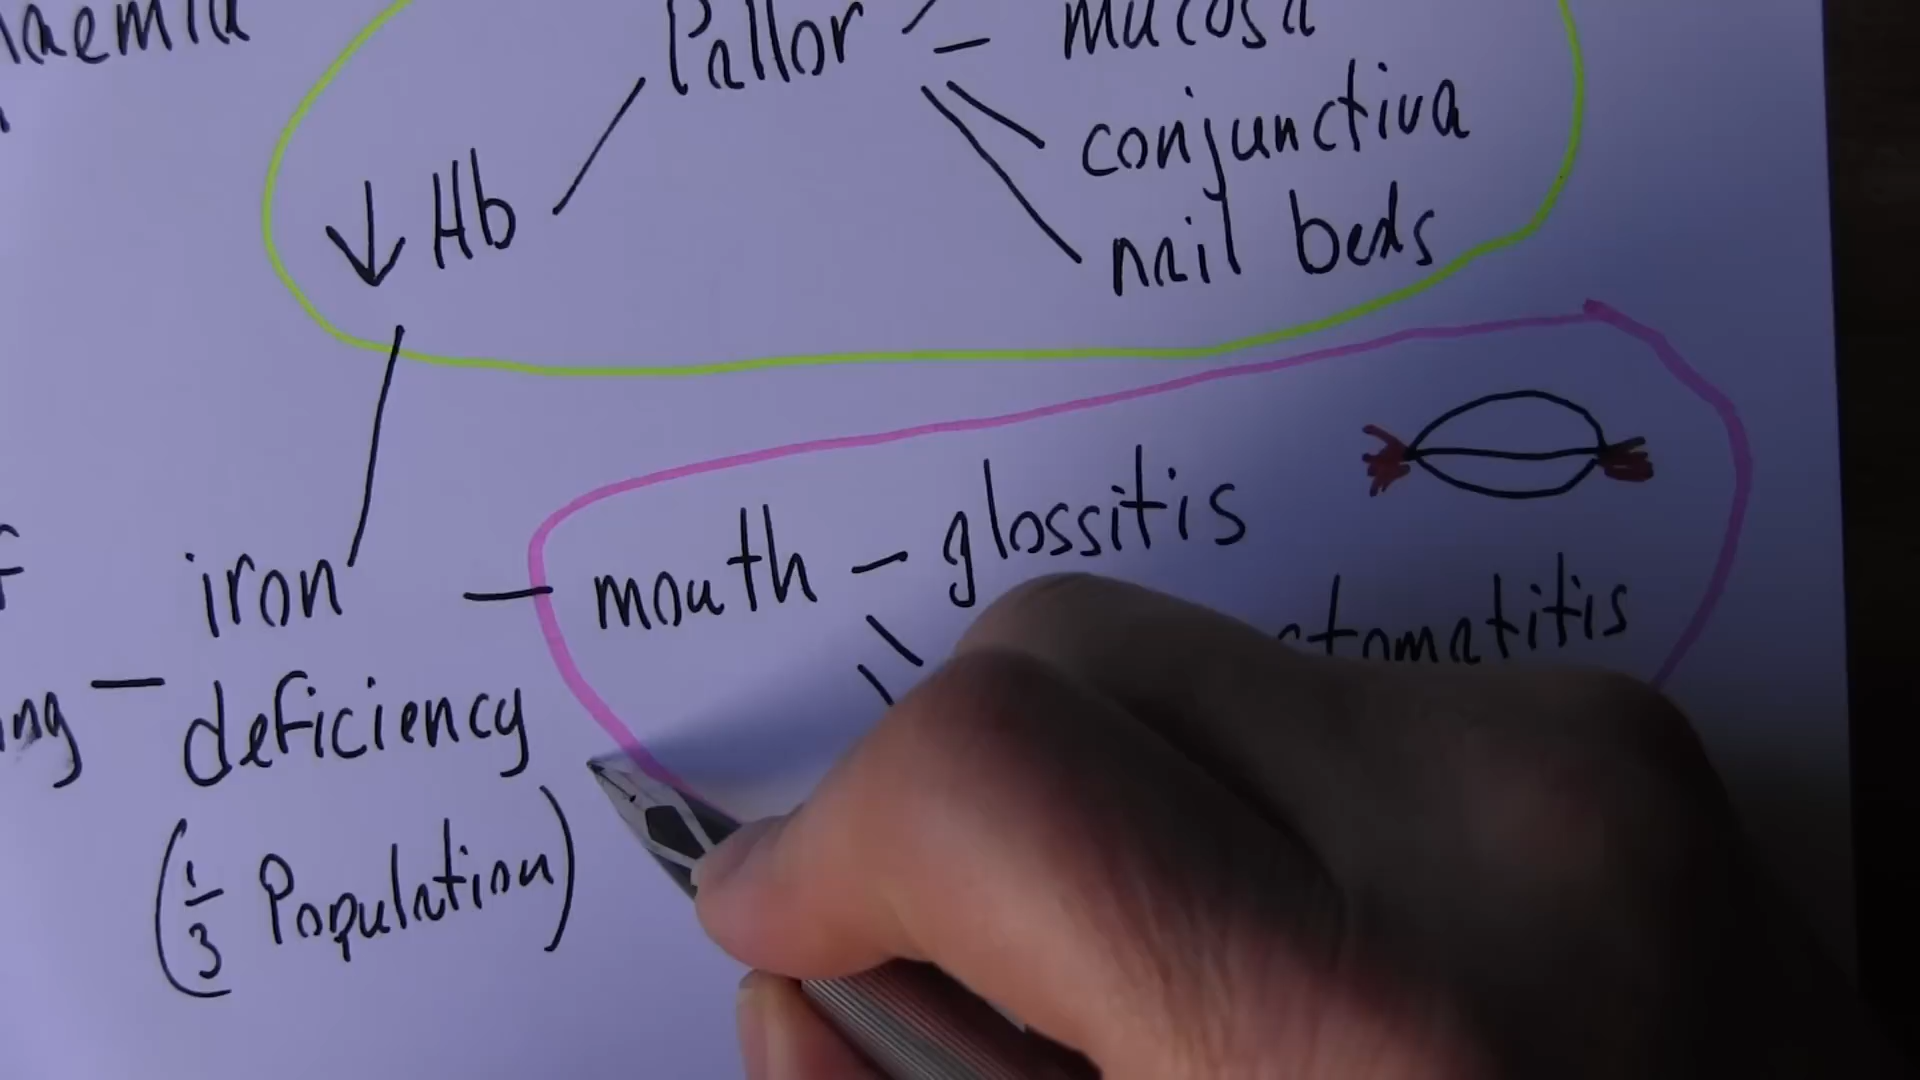 Pallor – mucosa
conjunctiva
↓ Hb
nail beds
mouth – glossitis
iron
deficiency
(1/3 Population)